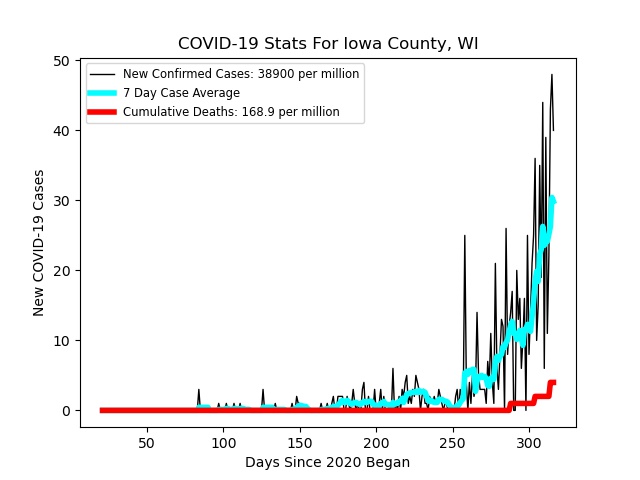 COVID-19 Stats For Iowa County, WI
New Confirmed Cases: 38900 per million
7 Day Case Average
Cumulative Deaths: 168.9 per million
New COVID-19 Cases
50
40
30
20
10
0
50 100 150 200 250 300
Days Since 2020 Began